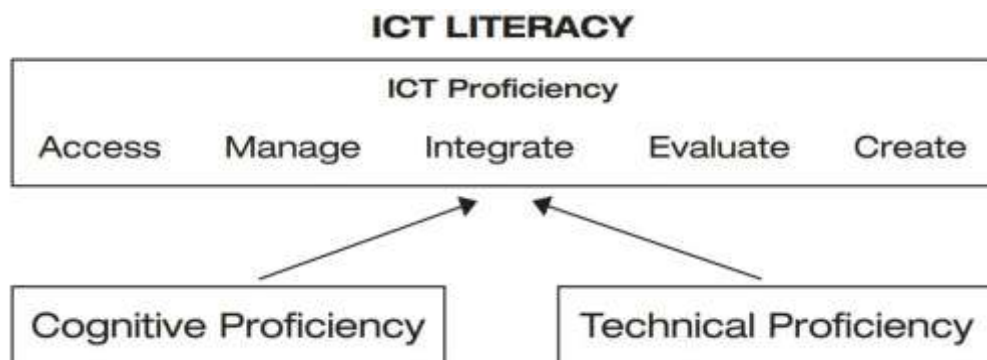 ICT LITERACY
ICT Proficiency
Access Manage Integrate Evaluate Create
Cognitive Proficiency
Technical Proficiency